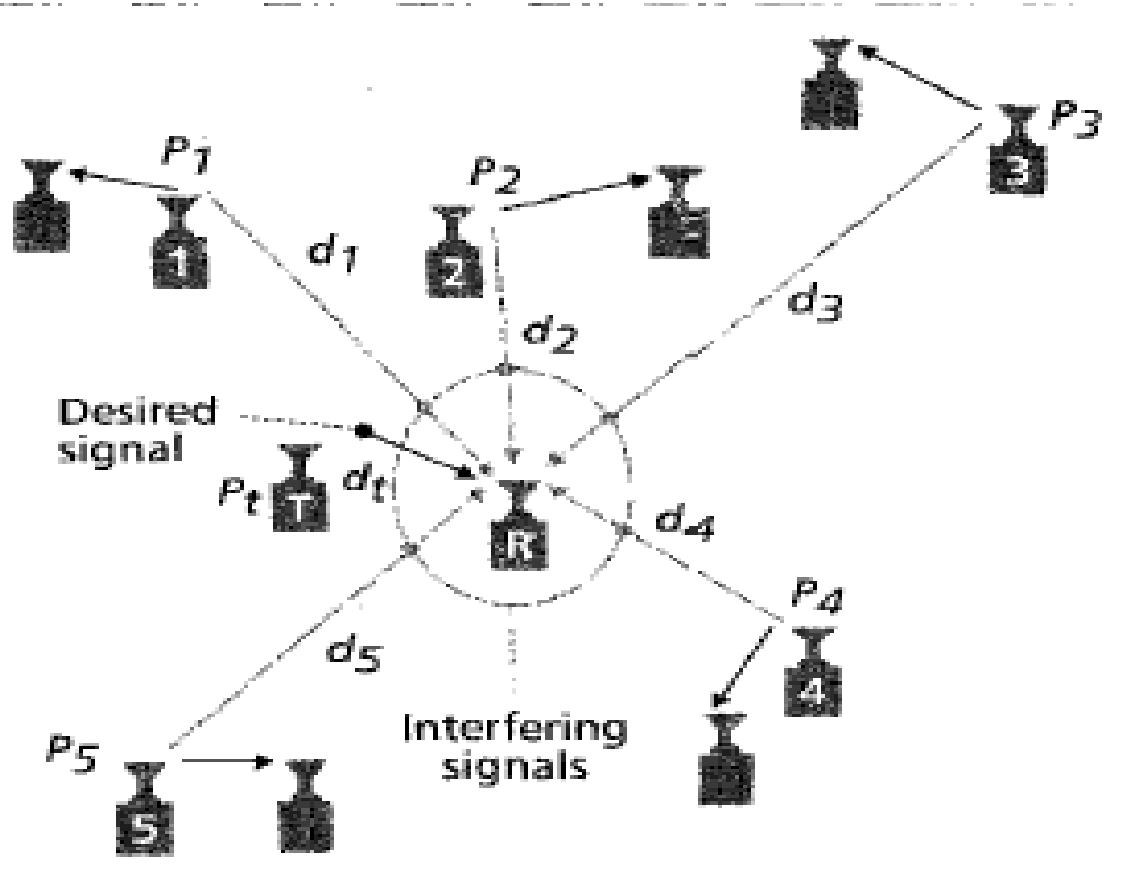 P3
3
P1
P2
1
d1
2
d3
d2
Desired
signal
Pt
T
dt
R
d4
P4
4
d5
Interfering
signals
P5
5